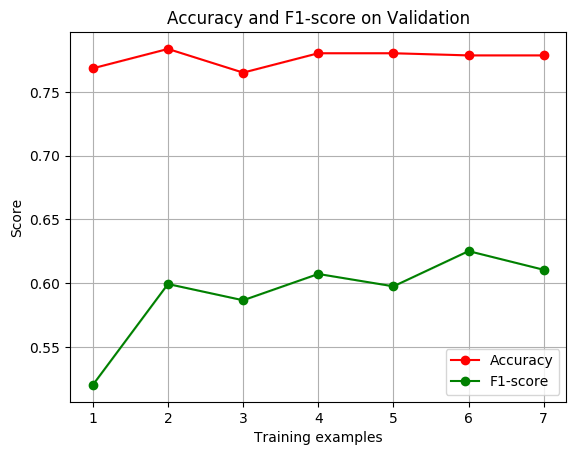 Accuracy and F1-score on Validation
Score
0.75
0.70
0.65
0.60
0.55
Accuracy
F1-score
1 2 3 4 5 6 7
Training examples